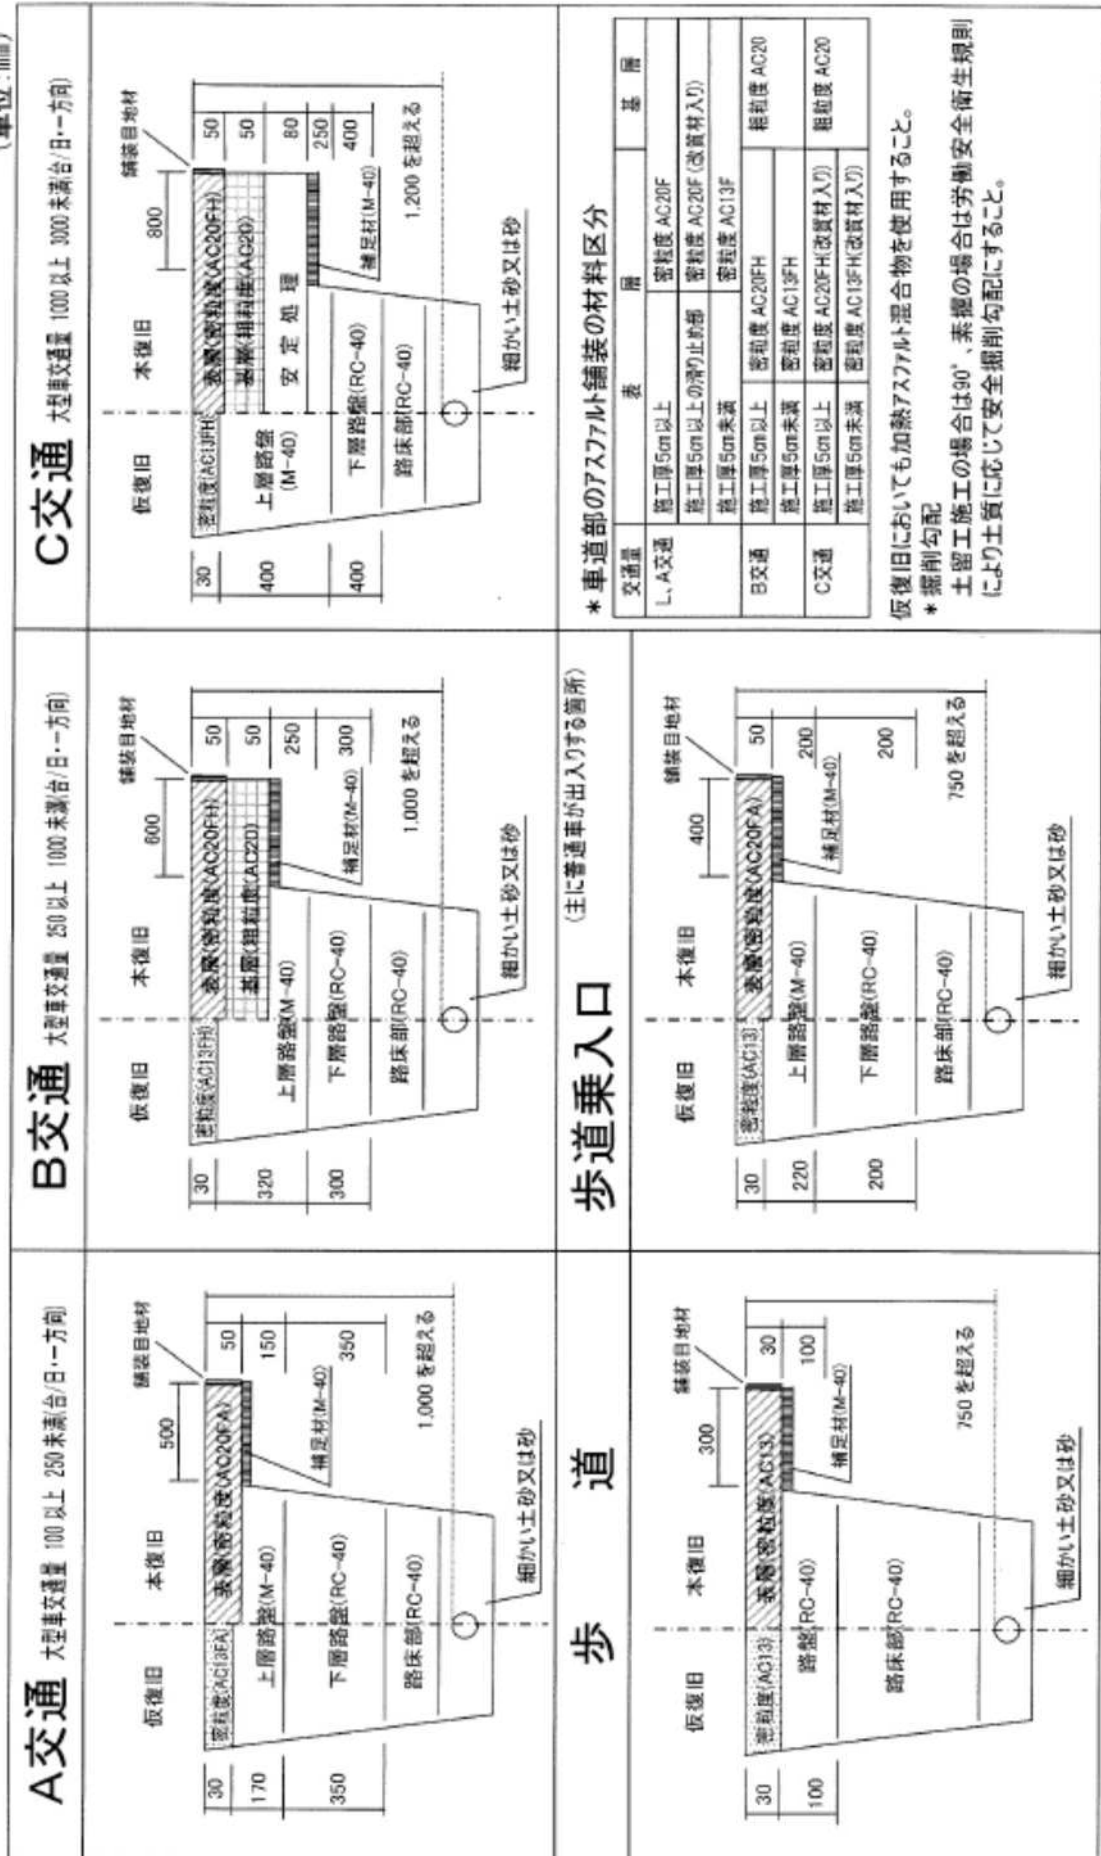 (単位:mm)
A交通 大型車交通量 100以上 250未満(台/日・一方向)
仮復旧
本復旧
500
舗装目地材
密粒度(AC13FA)
表層(密粒度(AC20FA)
上層路盤(M-40)
下層路盤(RC-40)
路床部(RC-40)
補足材(M-40)
30
170
350
50
150
350
1,000を超える
細かい土砂又は砂
B交通 大型車交通量 250以上 1000未満(台/日・一方向)
仮復旧
本復旧
600
舗装目地材
密粒度(AC13FH)
表層(密粒度(AC20FH)
基層(粗粒度(AC20)
上層路盤(M-40)
下層路盤(RC-40)
路床部(RC-40)
補足材(M-40)
30
320
300
50
50
250
300
1,000を超える
細かい土砂又は砂
C交通 大型車交通量 1000以上 3000未満(台/日・一方向)
仮復旧
本復旧
800
舗装目地材
密粒度(AC13FH)
表層(密粒度(AC20FH)
基層(粗粒度(AC20)
安定処理
上層路盤
(M-40)
下層路盤(RC-40)
路床部(RC-40)
補足材(M-40)
30
400
400
50
50
80
250
400
1,200を超える
細かい土砂又は砂
歩 道
仮復旧
本復旧
300
舗装目地材
密粒度(AC13)
表層(密粒度(AC13)
路盤(RC-40)
路床部(RC-40)
補足材(M-40)
30
100
30
100
750を超える
細かい土砂又は砂
歩道乗入口 (主に普通車が出入りする箇所)
仮復旧
本復旧
400
舗装目地材
密粒度(AC13)
表層(密粒度(AC20FA)
上層路盤(M-40)
下層路盤(RC-40)
路床部(RC-40)
補足材(M-40)
30
220
200
50
200
200
750を超える
細かい土砂又は砂
*車道部のアスファルト舗装の材料区分
交通量 表 層 基 層
L、A交通 施工厚5cm以上 密粒度 AC20F
施工厚5cm以上の滑り止め部 密粒度 AC20F(改質材入り)
施工厚5cm未満 密粒度 AC13F
B交通 施工厚5cm以上 密粒度 AC20FH 粗粒度 AC20
施工厚5cm未満 密粒度 AC13FH
C交通 施工厚5cm以上 密粒度 AC20FH(改質材入り) 粗粒度 AC20
施工厚5cm未満 密粒度 AC13FH(改質材入り)
仮復旧においても加熱アスファルト混合物を使用すること。
*掘削勾配
土留工施工の場合は90°、素掘の場合は労働安全衛生規則
により土質に応じて安全掘削勾配にすること。